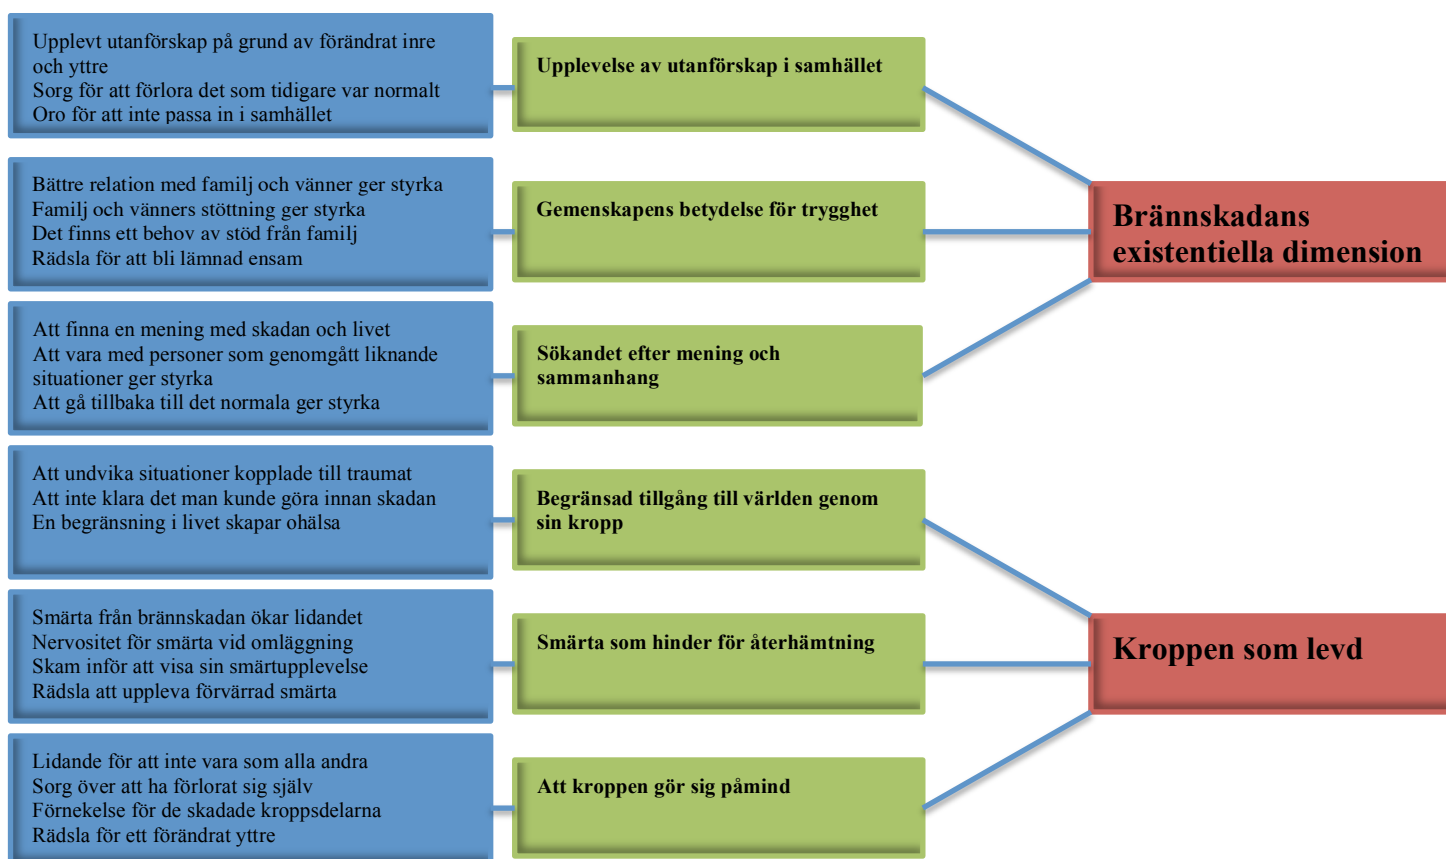 Upplevt utanförskap på grund av förändrat inre
och yttre
Sorg för att förlora det som tidigare var normalt
Oro för att inte passa in i samhället
Upplevelse av utanförskap i samhället
Bättre relation med familj och vänner ger styrka
Familj och vänners stöttning ger styrka
Det finns ett behov av stöd från familj
Rädsla för att bli lämnad ensam
Gemenskapens betydelse för trygghet
Brännskadans
existentiella dimension
Att finna en mening med skadan och livet
Att vara med personer som genomgått liknande
situationer ger styrka
Att gå tillbaka till det normala ger styrka
Sökandet efter mening och
sammanhang
Att undvika situationer kopplade till traumat
Att inte klara det man kunde göra innan skadan
En begränsning i livet skapar ohälsa
Begränsad tillgång till världen genom
sin kropp
Smärta från brännskadan ökar lidandet
Nervositet för smärta vid omläggning
Skam inför att visa sin smärtupplevelse
Rädsla att uppleva förvärrad smärta
Smärta som hinder för återhämtning
Kroppen som levd
Lidande för att inte vara som alla andra
Sorg över att ha förlorat sig själv
Förnekelse för de skadade kroppsdelarna
Rädsla för ett förändrat yttre
Att kroppen gör sig påmind